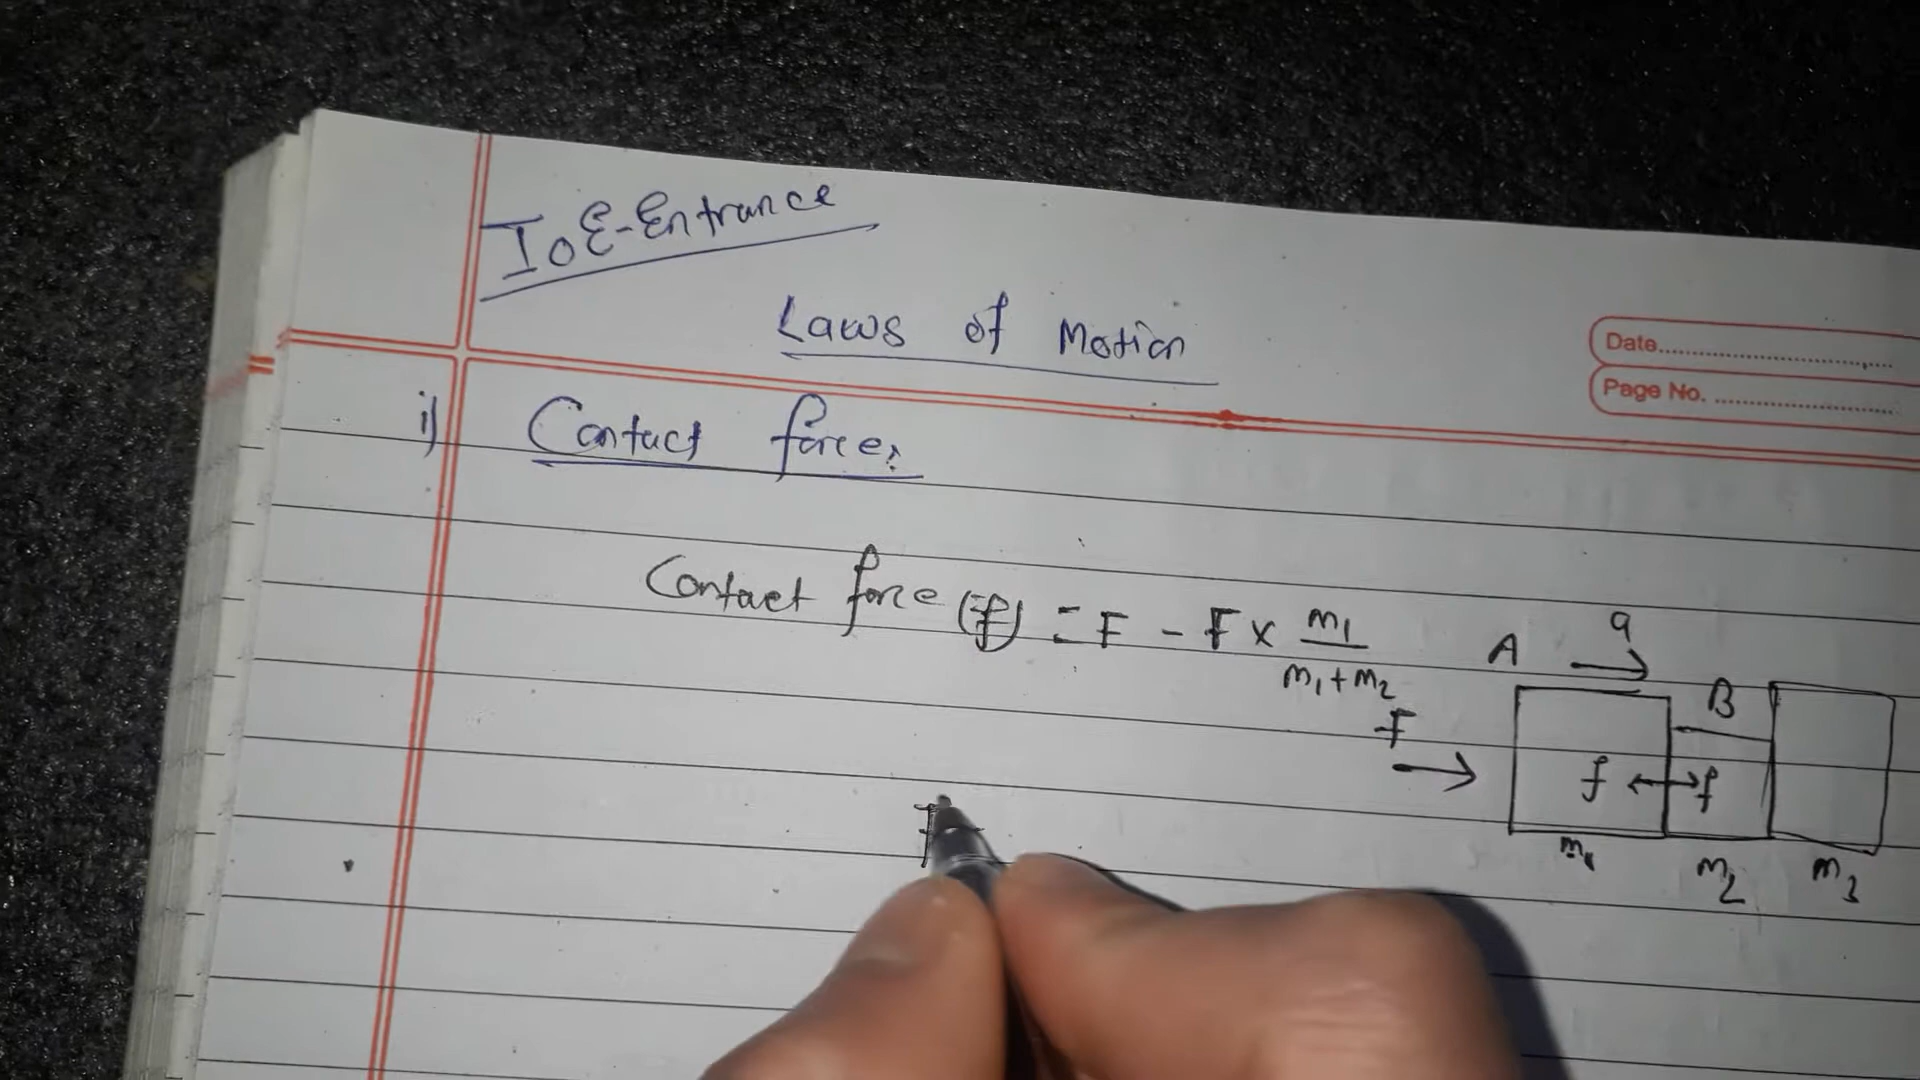 IOE-Entrance
Laws of Motion
Date
Page No.
i) Contact force:
Contact force (f) = F - F x m1/m1+m2
A a
B
F
f f
m1 m2 m3
F